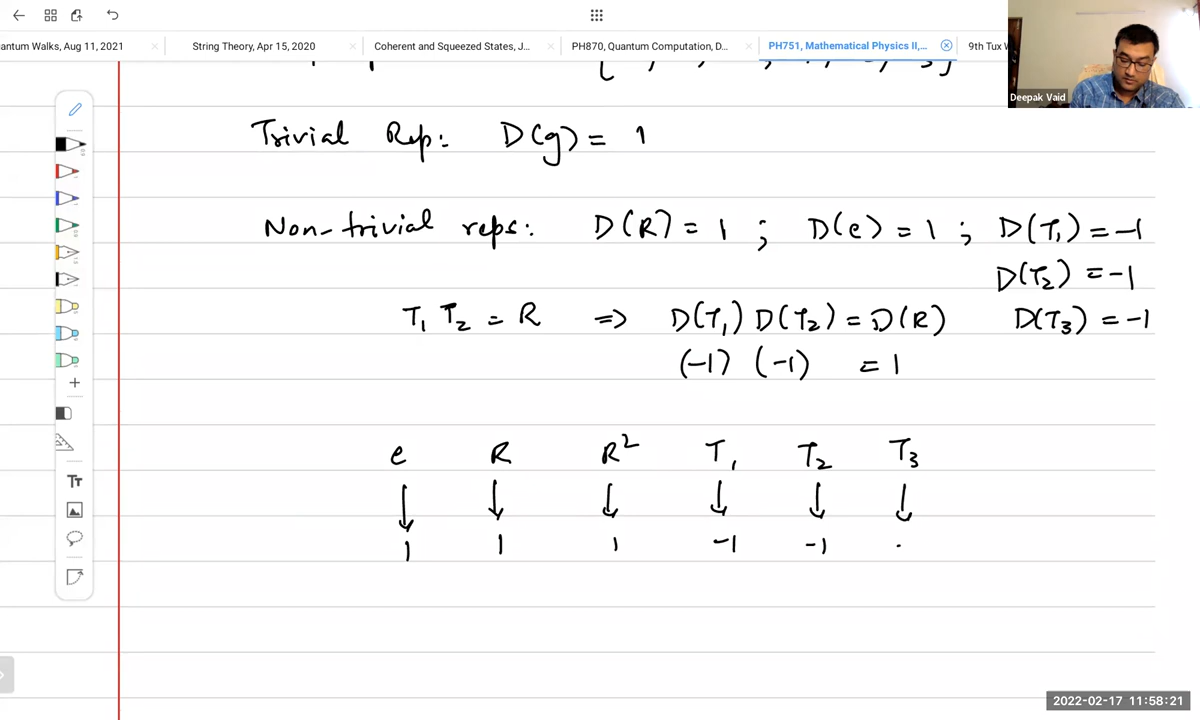 antum Walks, Aug 11, 2021 × String Theory, Apr 15, 2020 × Coherent and Squeezed States, J... × PH870, Quantum Computation, D... × PH751, Mathematical Physics II,... 9th Tux W
Deepak Vaid
Trivial Rep: D(g) = 1
Non-trivial reps: D(R) = 1 ; D(e) = 1 ; D(T₁) = -1
D(T₂) = -1
T₁ T₂ = R ⇒ D(T₁) D(T₂) = D(R) D(T₃) = -1
(-1) (-1) = 1
e R R² T₁ T₂ T₃
↓ ↓ ↓ ↓ ↓ ↓
1 1 1 -1 -1
Tт
2022-02-17 11:58:21